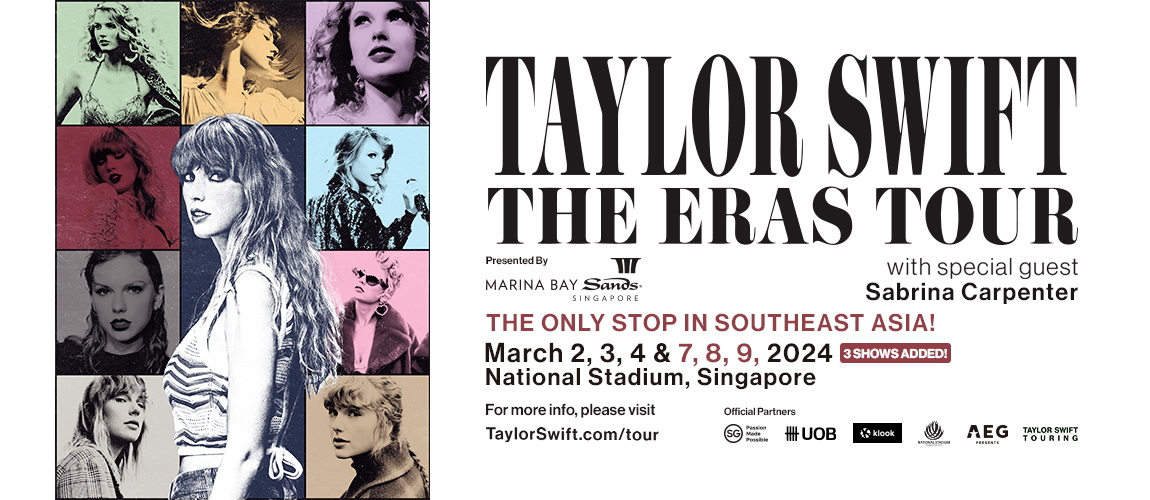 TAYLOR SWIFT
THE ERAS TOUR
Presented By
MARINA BAY Sands
SINGAPORE
with special guest
Sabrina Carpenter
THE ONLY STOP IN SOUTHEAST ASIA!
March 2, 3, 4 & 7, 8, 9, 2024 3 SHOWS ADDED!
National Stadium, Singapore
For more info, please visit
TaylorSwift.com/tour
Official Partners
SG Passion Made Possible
UOB
klook
NATIONAL STADIUM
AEG
PRESENTS
TAYLOR SWIFT
TOURING